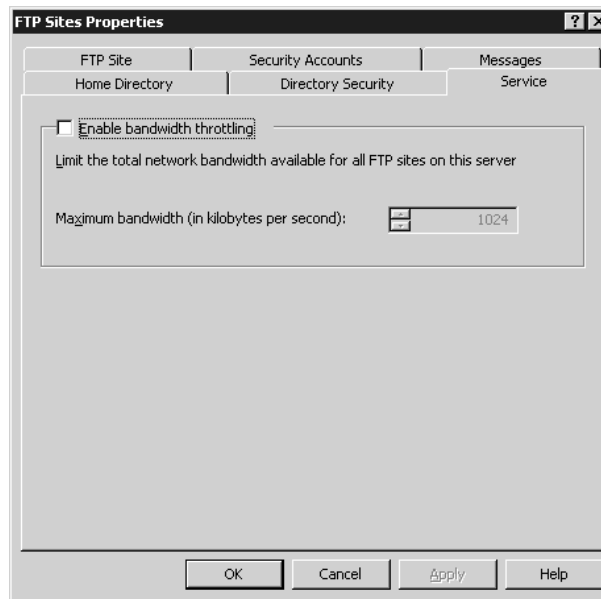 FTP Sites Properties
FTP Site Security Accounts Messages
Home Directory Directory Security Service
Enable bandwidth throttling
Limit the total network bandwidth available for all FTP sites on this server
Maximum bandwidth (in kilobytes per second): 1024
OK Cancel Apply Help